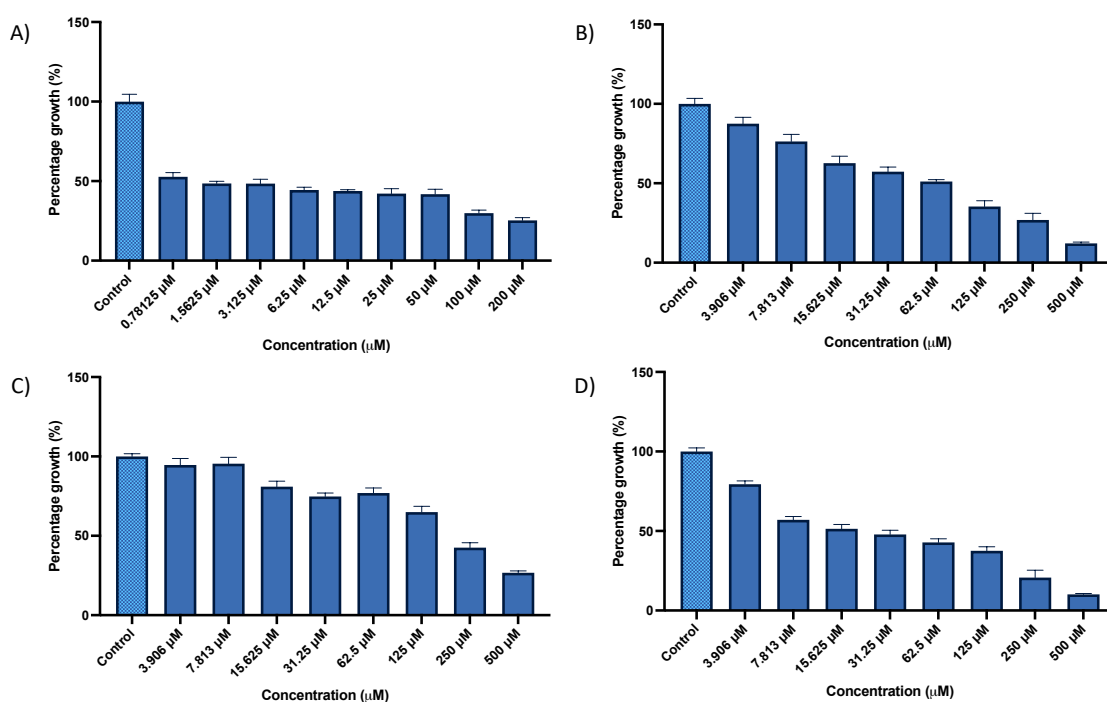 A)
Percentage growth (%)
150
100
50
0
Control
0.78125 µM
1.5625 µM
3.125 µM
6.25 µM
12.5 µM
25 µM
50 µM
100 µM
200 µM
Concentration (µM)
B)
Percentage growth (%)
150
100
50
0
Control
3.906 µM
7.813 µM
15.625 µM
31.25 µM
62.5 µM
125 µM
250 µM
500 µM
Concentration (µM)
C)
Percentage growth (%)
150
100
50
0
Control
3.906 µM
7.813 µM
15.625 µM
31.25 µM
62.5 µM
125 µM
250 µM
500 µM
Concentration (µM)
D)
Percentage growth (%)
150
100
50
0
Control
3.906 µM
7.813 µM
15.625 µM
31.25 µM
62.5 µM
125 µM
250 µM
500 µM
Concentration (µM)